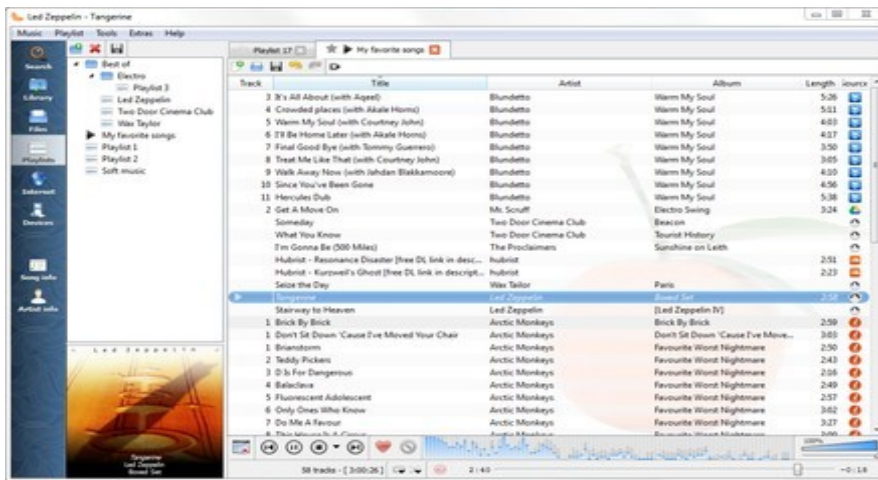 Led Zeppelin - Tangerine
Music Playlist Tools Extras Help
Search
Library
Files
Playlists
Internet
Devices
Song info
Artist info
Best of
Electro
Playlist 3
Led Zeppelin
Two Door Cinema Club
Wax Taylor
My favorite songs
Playlist 1
Playlist 2
Soft music
Playlist 17 My favorite songs
Track Title Artist Album Length Source
3 It's All About (with Aqeel) Blundetto Warm My Soul 5:26
4 Crowded places (with Akale Horns) Blundetto Warm My Soul 5:11
5 Warm My Soul (with Courtney John) Blundetto Warm My Soul 4:03
6 I'll Be Home Later (with Akale Horns) Blundetto Warm My Soul 4:17
7 Final Good Bye (with Tommy Guerrero) Blundetto Warm My Soul 3:50
8 Treat Me Like That (with Courtney John) Blundetto Warm My Soul 3:05
9 Walk Away Now (with Jahdan Blakkamoore) Blundetto Warm My Soul 4:10
10 Since You've Been Gone Blundetto Warm My Soul 4:56
11 Hercules Dub Blundetto Warm My Soul 5:38
2 Get A Move On Mr. Scruff Electro Swing 3:24
Someday Two Door Cinema Club Beacon
What You Know Two Door Cinema Club Tourist History
I'm Gonna Be (500 Miles) The Proclaimers Sunshine on Leith
Hubrist - Resonance Disaster [free DL link in desc... hubrist 2:51
Hubrist - Kurzweil's Ghost [free DL link in descript... hubrist 2:23
Seize the Day Wax Tailor Paris
Tangerine Led Zeppelin Boxed Set 2:58
Stairway to Heaven Led Zeppelin [Led Zeppelin IV]
1 Brick By Brick Arctic Monkeys Brick By Brick 2:59
1 Don't Sit Down 'Cause I've Moved Your Chair Arctic Monkeys Don't Sit Down 'Cause I've Move... 3:03
1 Brianstorm Arctic Monkeys Favourite Worst Nightmare 2:50
2 Teddy Pickers Arctic Monkeys Favourite Worst Nightmare 2:43
3 D Is For Dangerous Arctic Monkeys Favourite Worst Nightmare 2:16
4 Balaclava Arctic Monkeys Favourite Worst Nightmare 2:49
5 Fluorescent Adolescent Arctic Monkeys Favourite Worst Nightmare 2:57
6 Only Ones Who Know Arctic Monkeys Favourite Worst Nightmare 3:02
7 Do Me A Favour Arctic Monkeys Favourite Worst Nightmare 3:27
8 This House Is A Circus Arctic Monkeys Favourite Worst Nightmare
LED ZEPPELIN
Tangerine
Led Zeppelin
Boxed Set
100%
58 tracks - [ 3:00:26 ] 2:40 -0:18